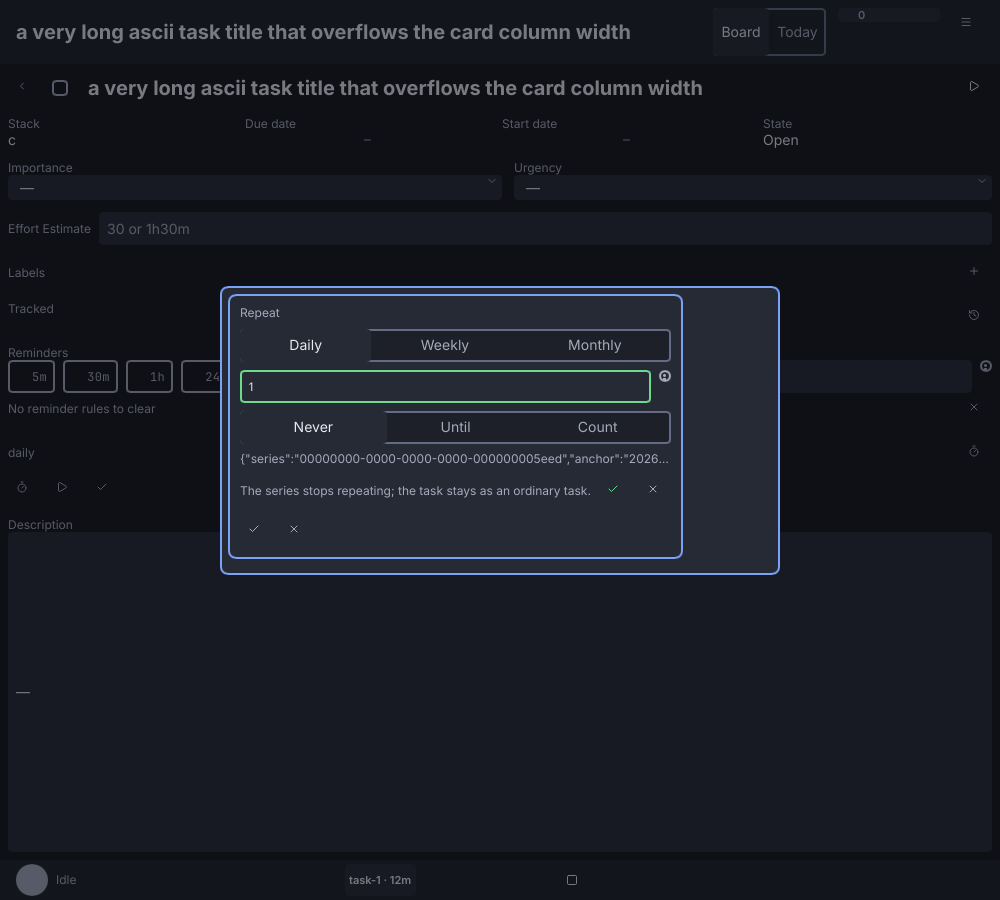 a very long ascii task title that overflows the card column width
Board Today
0
a very long ascii task title that overflows the card column width
Stack Due date Start date State
c – – Open
Importance Urgency
— —
Effort Estimate 30 or 1h30m
Labels
Tracked
Reminders
5m 30m 1h 24
No reminder rules to clear
daily
Repeat
Daily Weekly Monthly
1
Never Until Count
{"series":"00000000-0000-0000-0000-000000005eed","anchor":"2026...
The series stops repeating; the task stays as an ordinary task.
Description
—
Idle task-1 · 12m